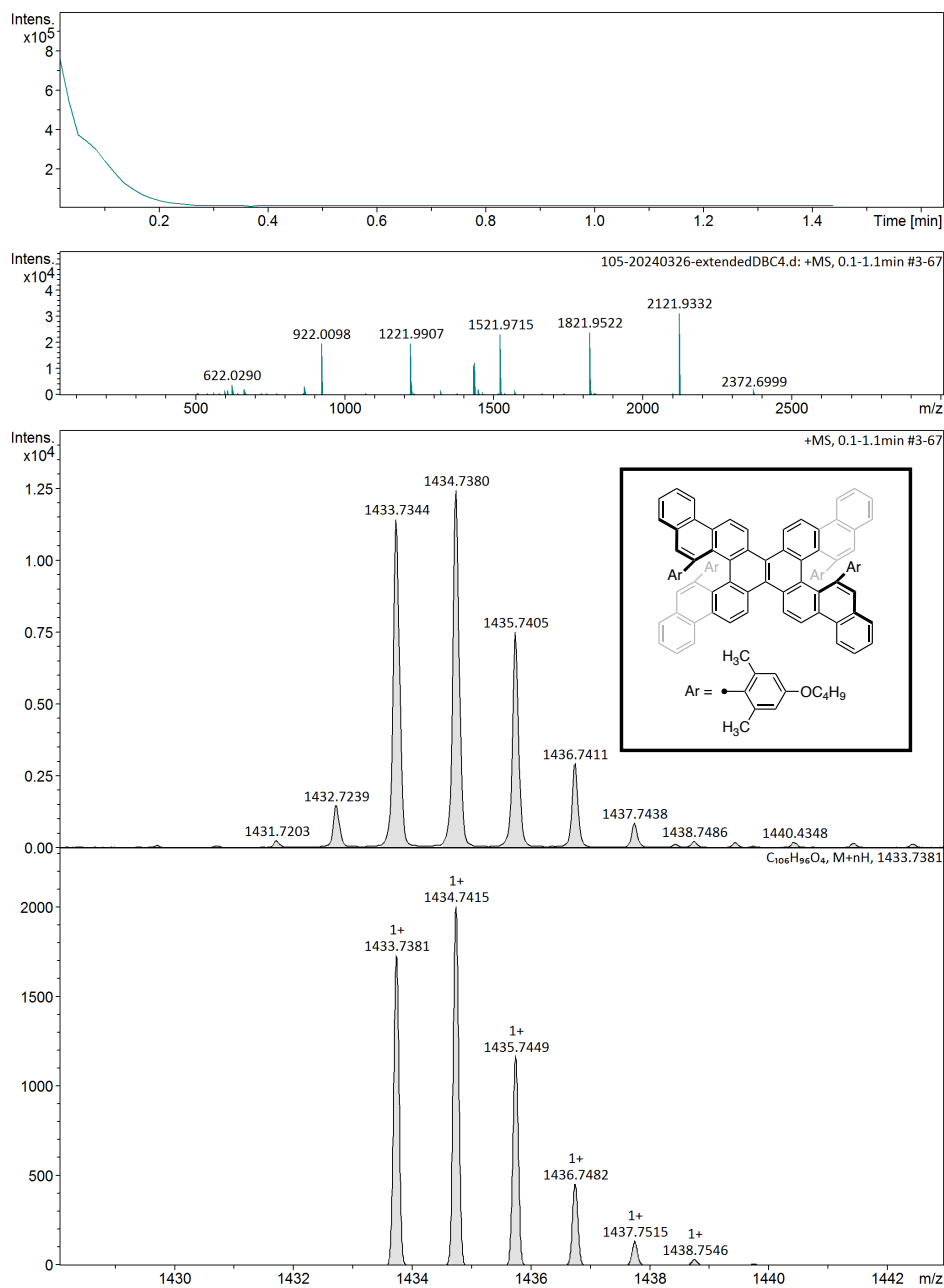 Intens.
x10⁵
8
6
4
2
0.2 0.4 0.6 0.8 1.0 1.2 1.4 Time [min]
Intens.
x10⁴
105-20240326-extendedDBC4.d: +MS, 0.1-1.1min #3-67
4
3
2
1
0
622.0290
922.0098
1221.9907
1521.9715
1821.9522
2121.9332
2372.6999
500 1000 1500 2000 2500 m/z
Intens.
x10⁴
+MS, 0.1-1.1min #3-67
1.25
1.00
0.75
0.50
0.25
0.00
1431.7203
1432.7239
1433.7344
1434.7380
1435.7405
1436.7411
1437.7438
1438.7486
1440.4348
Ar
Ar
Ar
Ar
H₃C
Ar = OC₄H₉
H₃C
C₁₀₆H₉₆O₄, M+nH, 1433.7381
2000
1500
1000
500
0
1+
1433.7381
1+
1434.7415
1+
1435.7449
1+
1436.7482
1+
1437.7515
1+
1438.7546
1430 1432 1434 1436 1438 1440 1442 m/z